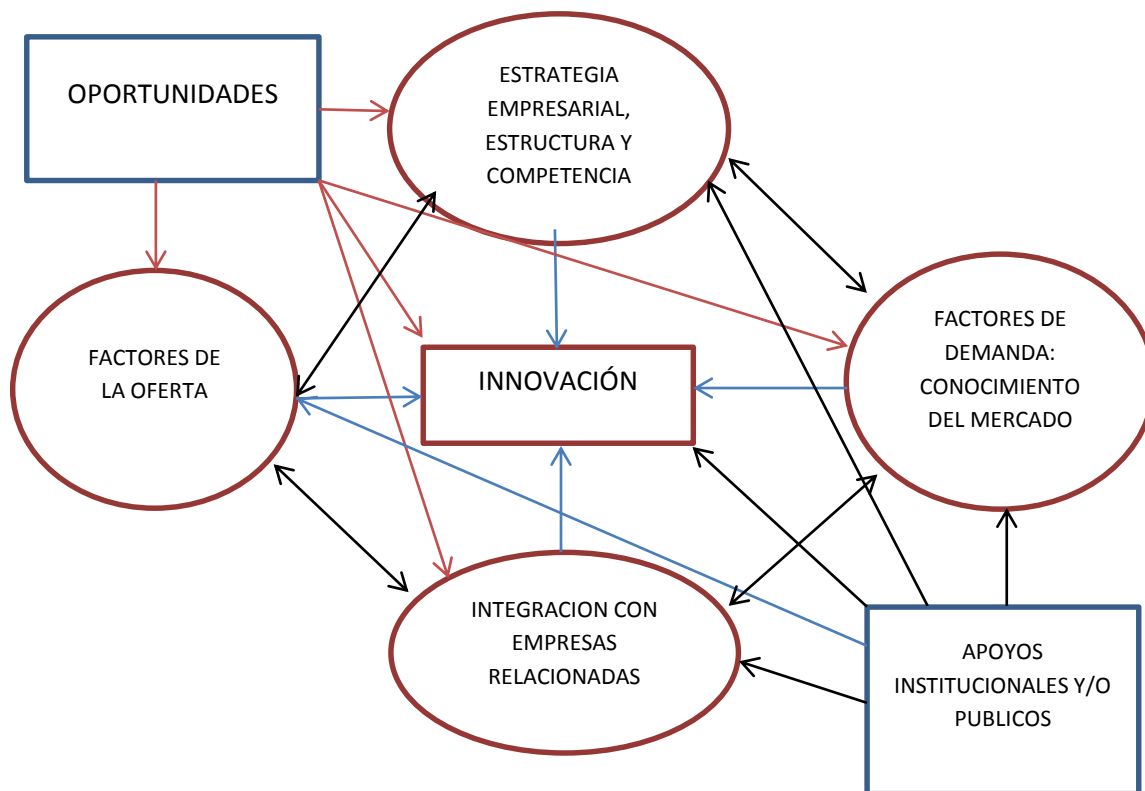 OPORTUNIDADES
ESTRATEGIA
EMPRESARIAL,
ESTRUCTURA Y
COMPETENCIA
FACTORES DE
LA OFERTA
INNOVACIÓN
FACTORES DE
DEMANDA:
CONOCIMIENTO
DEL MERCADO
INTEGRACION CON
EMPRESAS
RELACIONADAS
APOYOS
INSTITUCIONALES Y/O
PUBLICOS